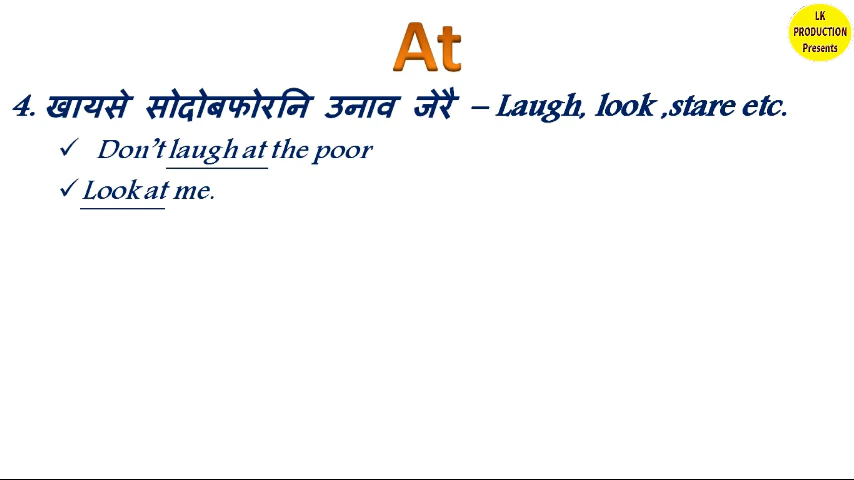 At
LK
PRODUCTION
Presents
4. खायसे सोदोबफोरनि उनाव जेरै – Laugh, look ,stare etc.
✓ Don't laugh at the poor
✓ Look at me.